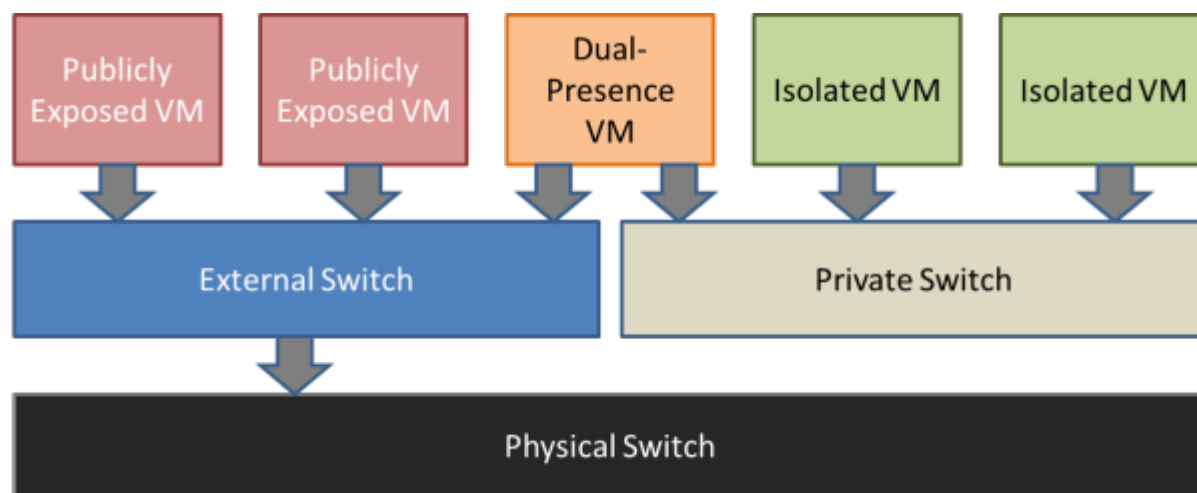 Publicly
Exposed VM
Publicly
Exposed VM
Dual-
Presence
VM
Isolated VM
Isolated VM
External Switch
Private Switch
Physical Switch